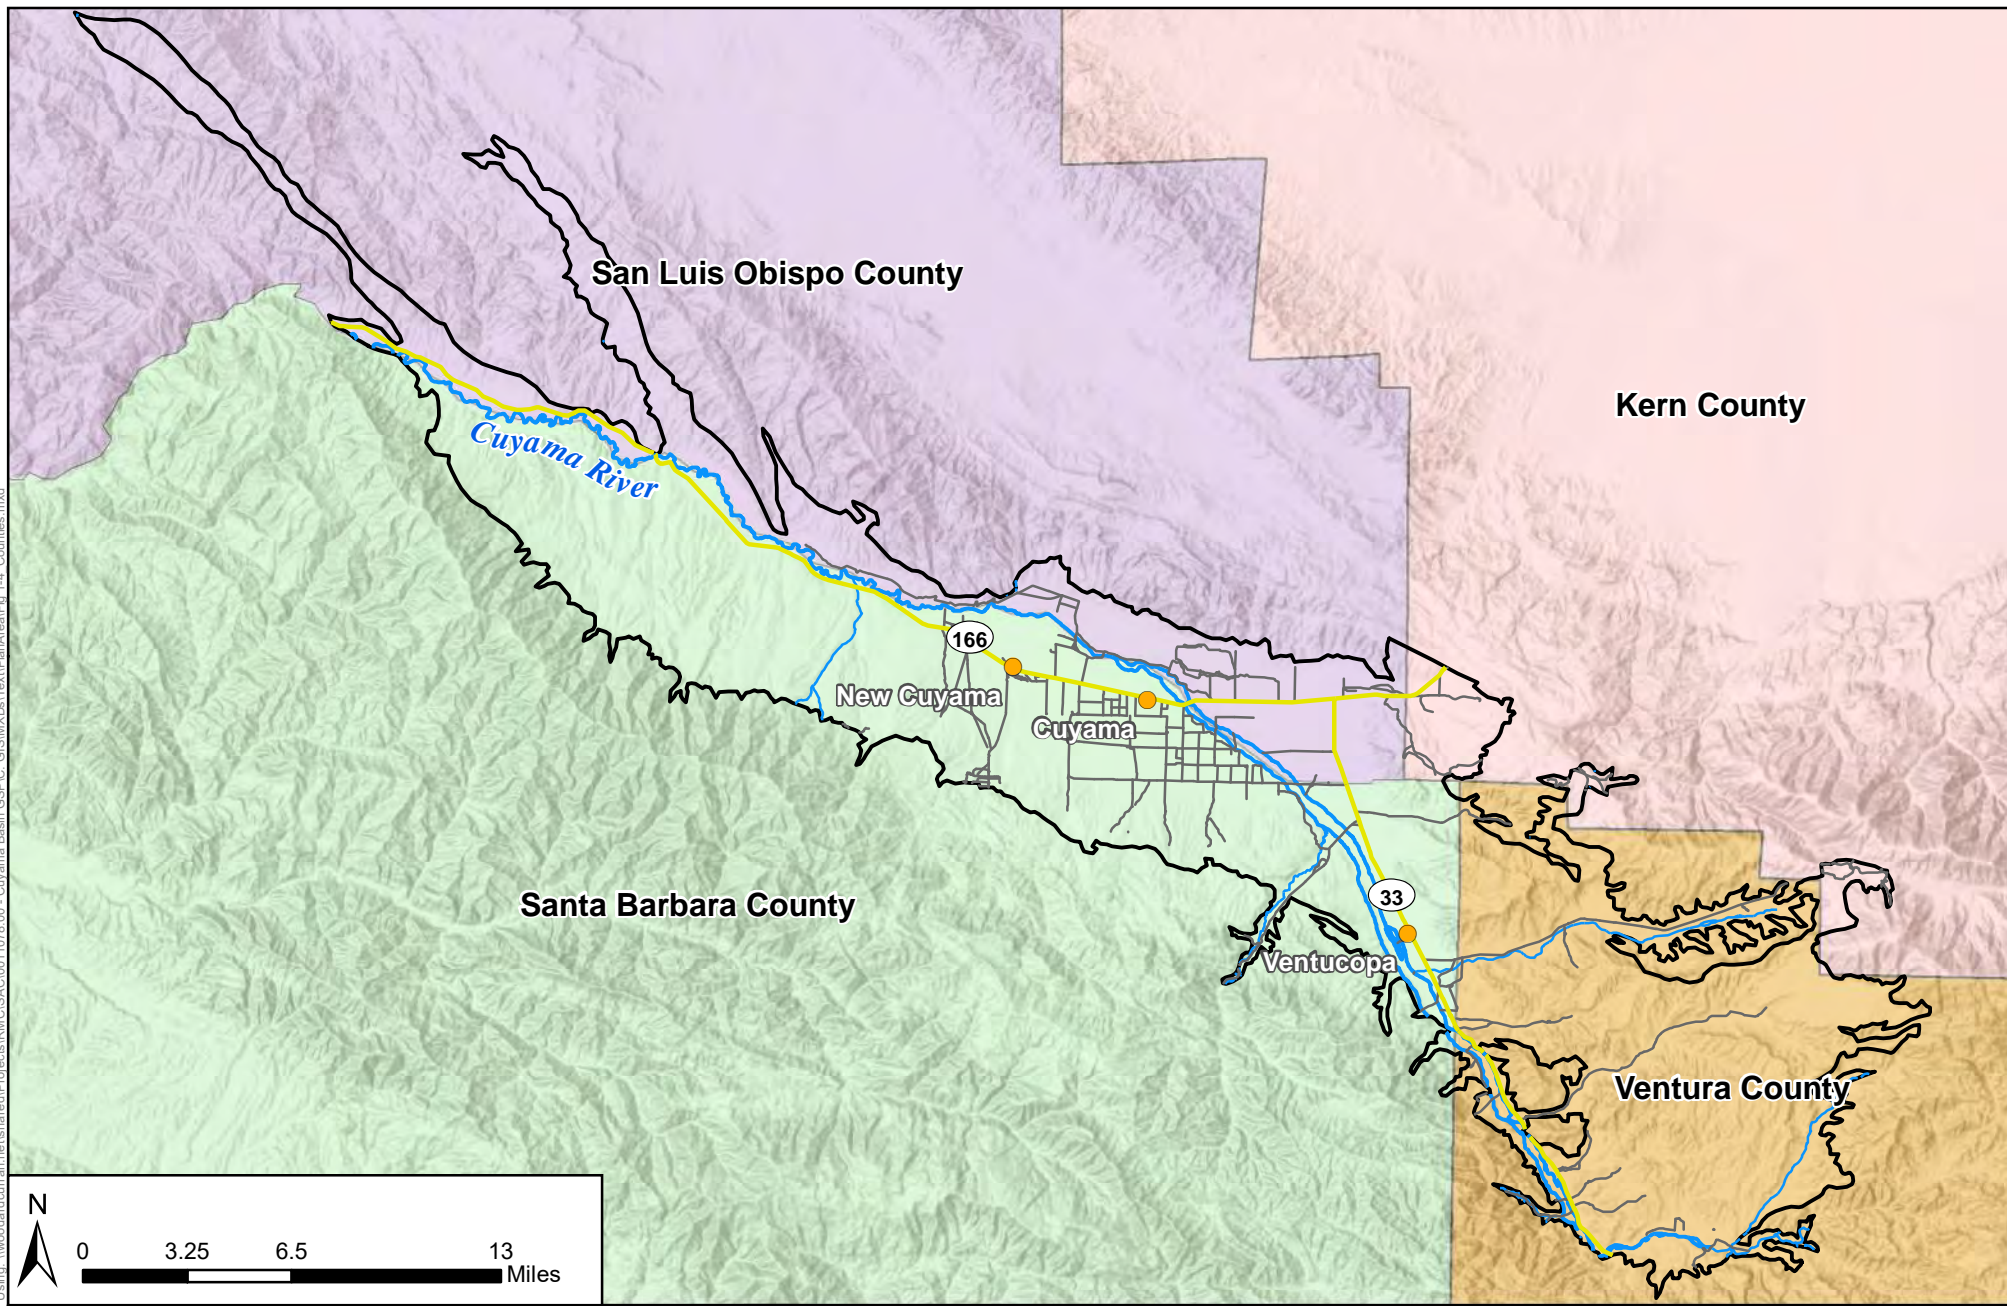 San Luis Obispo County
Kern County
Cuyama River
166
New Cuyama
Cuyama
33
Santa Barbara County
Ventucopa
Ventura County
N
0 3.25 6.5 13
Miles